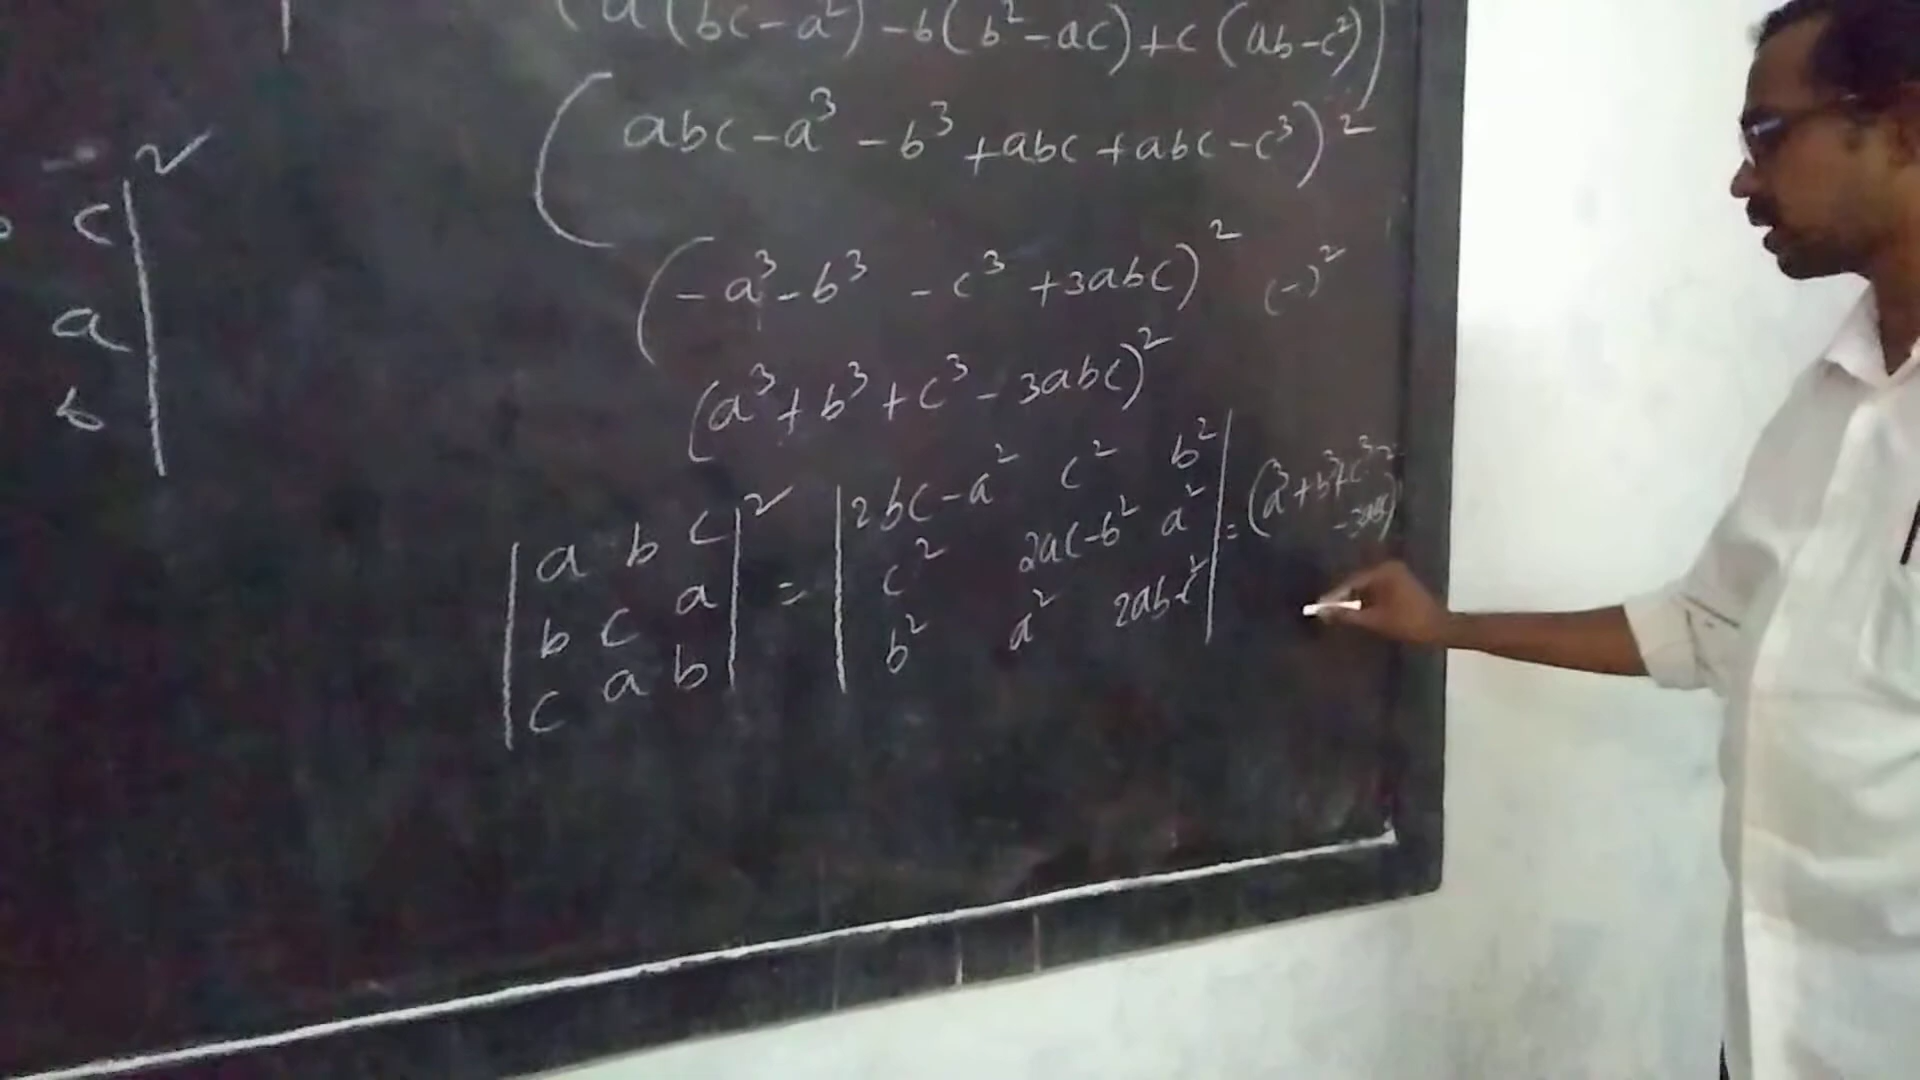 (a(bc-a²)-b(b²-ac)+c(ab-c²))
(abc-a³-b³+abc+abc-c³)²
(-a³-b³-c³+3abc)² (-)²
(a³+b³+c³-3abc)²
c|²
a|
b|
|a b c|² = |2bc-a² c² b²| = (a³+b³+c³-3abc)²
|b c a| |c² 2ac-b² a²|
|c a b| |b² a² 2ab-c²|